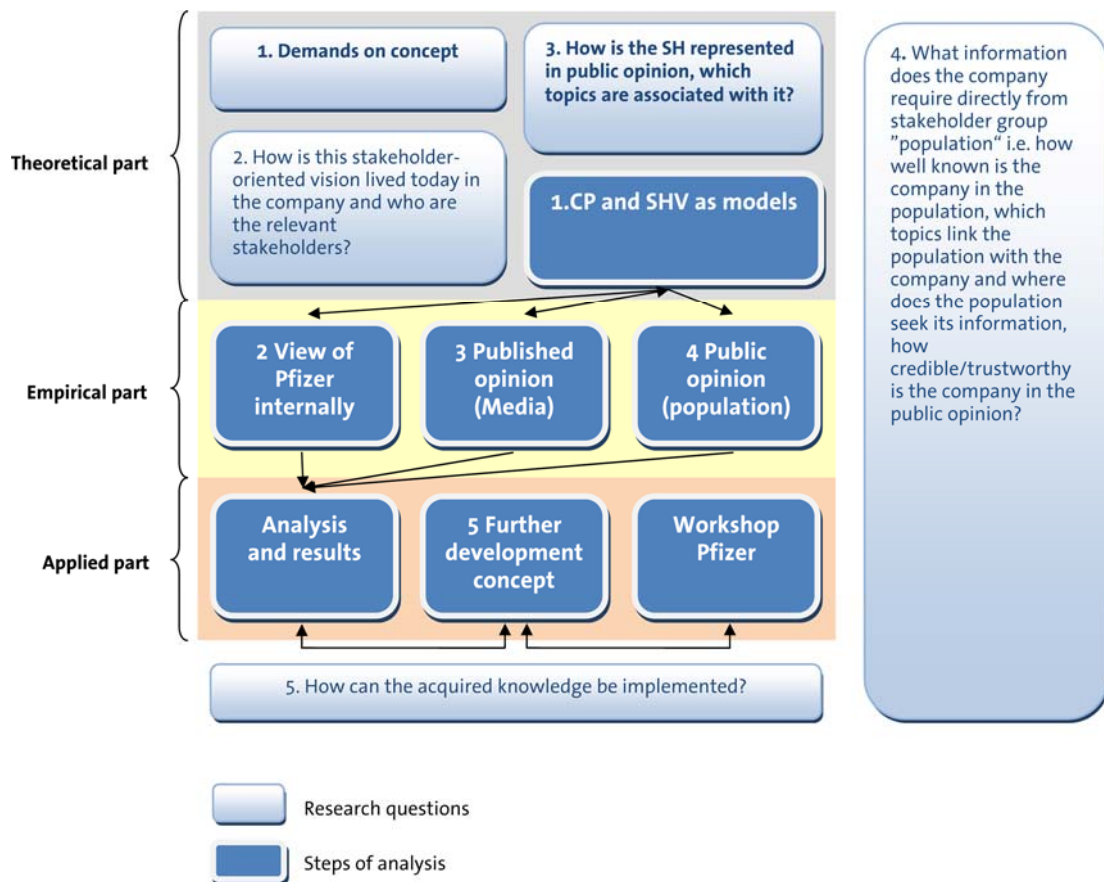 Theoretical part
1. Demands on concept
3. How is the SH represented
in public opinion, which
topics are associated with it?
2. How is this stakeholder-
oriented vision lived today in
the company and who are
the relevant
stakeholders?
1.CP and SHV as models
4. What information
does the company
require directly from
stakeholder group
”population“ i.e. how
well known is the
company in the
population, which
topics link the
population with the
company and where
does the population
seek its information,
how
credible/trustworthy
is the company in the
public opinion?
Empirical part
2 View of
Pfizer
internally
3 Published
opinion
(Media)
4 Public
opinion
(population)
Applied part
Analysis
and results
5 Further
development
concept
Workshop
Pfizer
5. How can the acquired knowledge be implemented?
Research questions
Steps of analysis